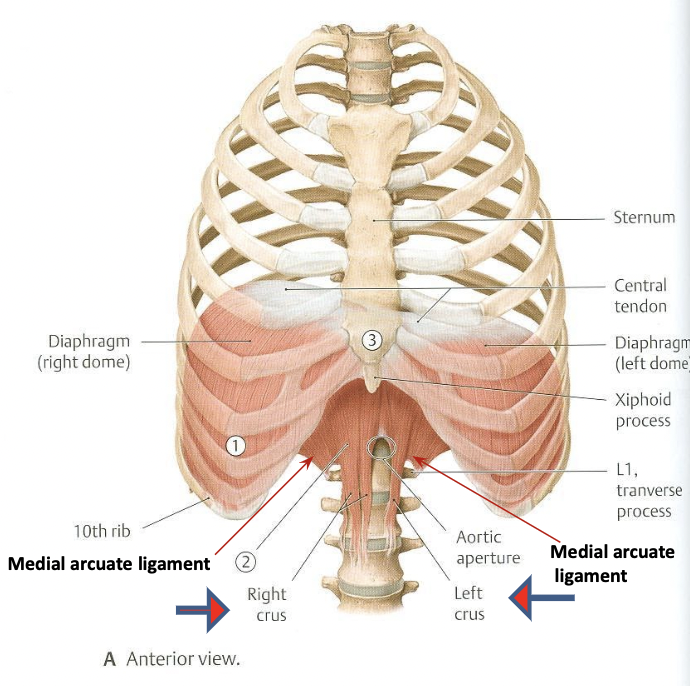 Sternum
Central
tendon
3
Diaphragm
(right dome)
Diaphragm
(left dome)
Xiphoid
process
1
L1,
tranverse
process
10th rib
Aortic
aperture
Medial arcuate ligament
2
Medial arcuate
ligament
Right
crus
Left
crus
A Anterior view.